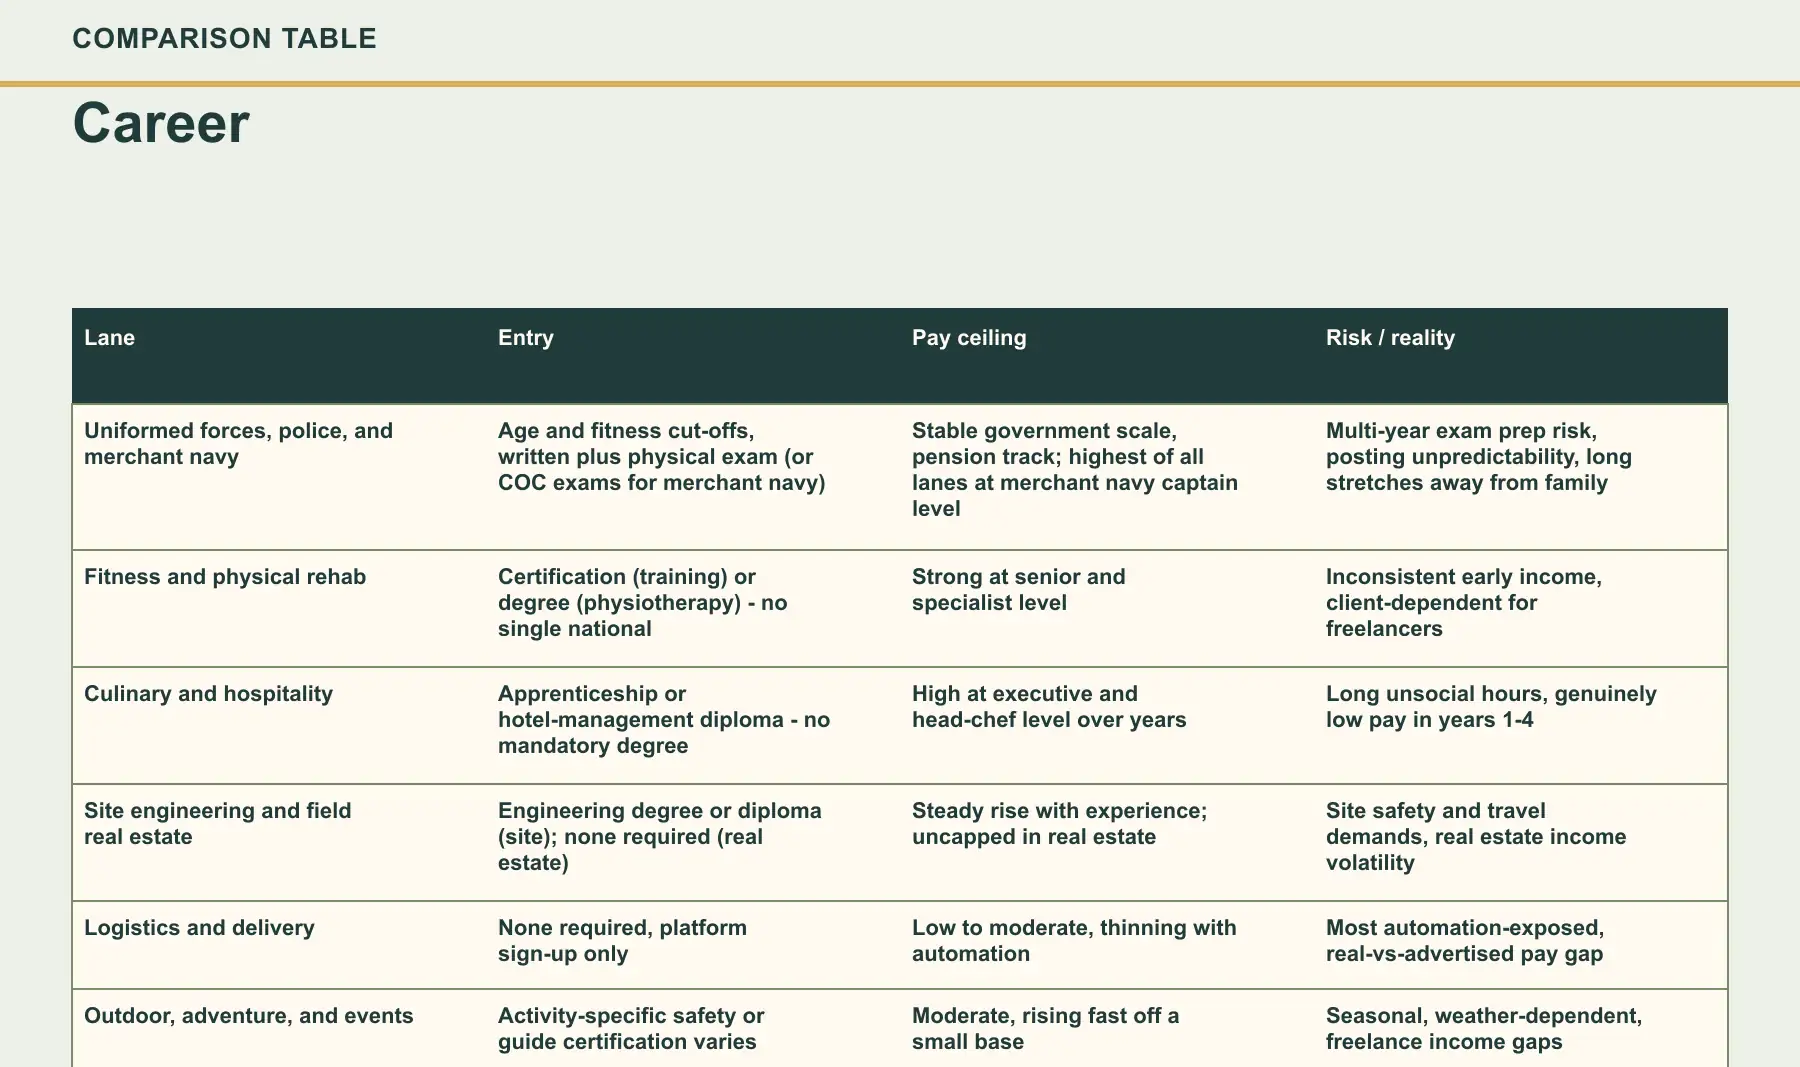 COMPARISON TABLE
Career
Lane
Entry
Pay ceiling
Risk / reality
Uniformed forces, police, and
merchant navy
Age and fitness cut-offs,
written plus physical exam (or
COC exams for merchant navy)
Stable government scale,
pension track; highest of all
lanes at merchant navy captain
level
Multi-year exam prep risk,
posting unpredictability, long
stretches away from family
Fitness and physical rehab
Certification (training) or
degree (physiotherapy) - no
single national
Strong at senior and
specialist level
Inconsistent early income,
client-dependent for
freelancers
Culinary and hospitality
Apprenticeship or
hotel-management diploma - no
mandatory degree
High at executive and
head-chef level over years
Long unsocial hours, genuinely
low pay in years 1-4
Site engineering and field
real estate
Engineering degree or diploma
(site); none required (real
estate)
Steady rise with experience;
uncapped in real estate
Site safety and travel
demands, real estate income
volatility
Logistics and delivery
None required, platform
sign-up only
Low to moderate, thinning with
automation
Most automation-exposed,
real-vs-advertised pay gap
Outdoor, adventure, and events
Activity-specific safety or
guide certification varies
Moderate, rising fast off a
small base
Seasonal, weather-dependent,
freelance income gaps